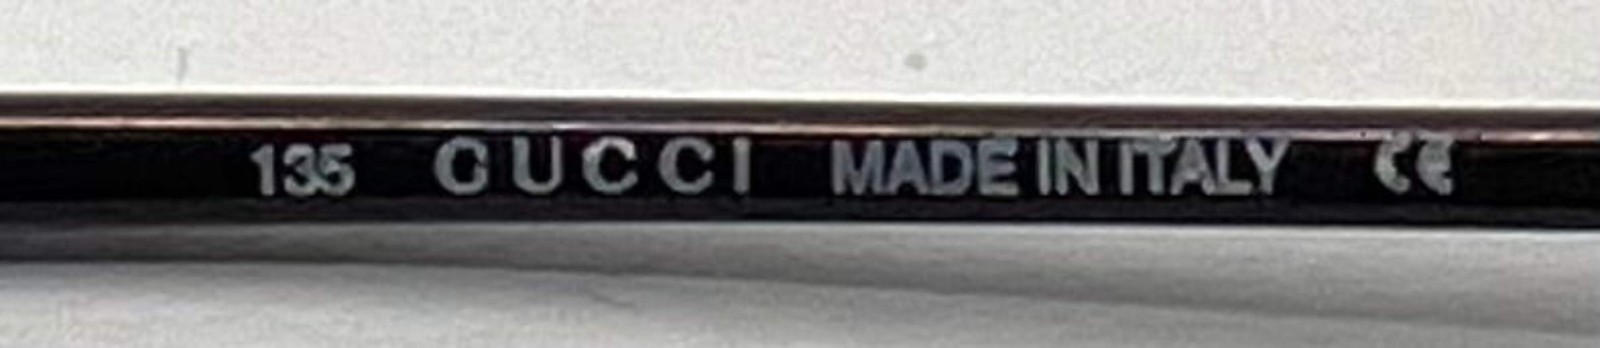 135 GUCCI MADE IN ITALY CE